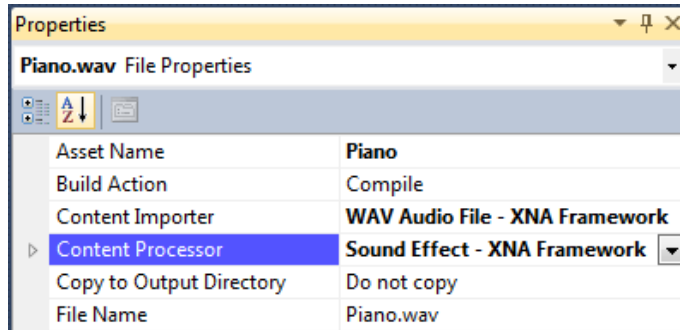 Properties
Piano.wav File Properties
A Z
Asset Name Piano
Build Action Compile
Content Importer WAV Audio File - XNA Framework
Content Processor Sound Effect - XNA Framework
Copy to Output Directory Do not copy
File Name Piano.wav